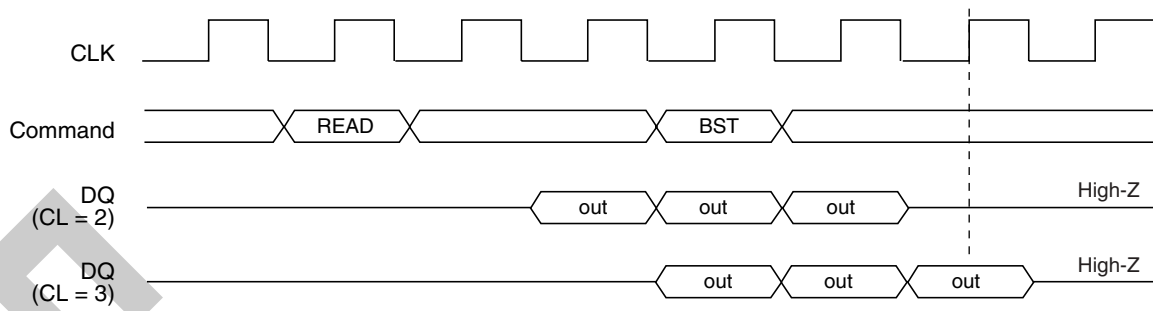 CLK
Command
READ
BST
DQ
(CL = 2)
out
out
out
High-Z
DQ
(CL = 3)
out
out
out
High-Z